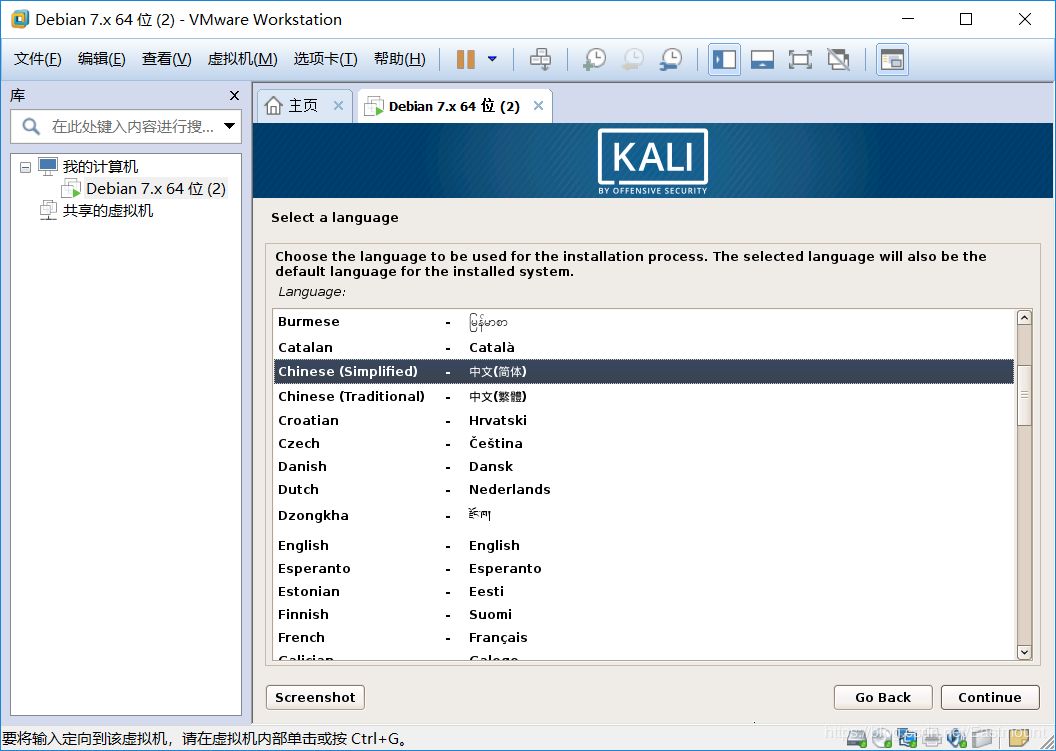 Debian 7.x 64 位 (2) - VMware Workstation
文件(F) 编辑(E) 查看(V) 虚拟机(M) 选项卡(T) 帮助(H)
库
在此处键入内容进行搜...
我的计算机
Debian 7.x 64 位 (2)
共享的虚拟机
主页
Debian 7.x 64 位 (2)
KALI
BY OFFENSIVE SECURITY
Select a language
Choose the language to be used for the installation process. The selected language will also be the
default language for the installed system.
Language:
Burmese - မြန်မာစာ
Catalan - Català
Chinese (Simplified) - 中文(简体)
Chinese (Traditional) - 中文(繁體)
Croatian - Hrvatski
Czech - Čeština
Danish - Dansk
Dutch - Nederlands
Dzongkha - རྫོང་ཁ།
English - English
Esperanto - Esperanto
Estonian - Eesti
Finnish - Suomi
French - Français
Galician - Galego
Screenshot Go Back Continue
要将输入定向到该虚拟机，请在虚拟机内部单击或按 Ctrl+G。